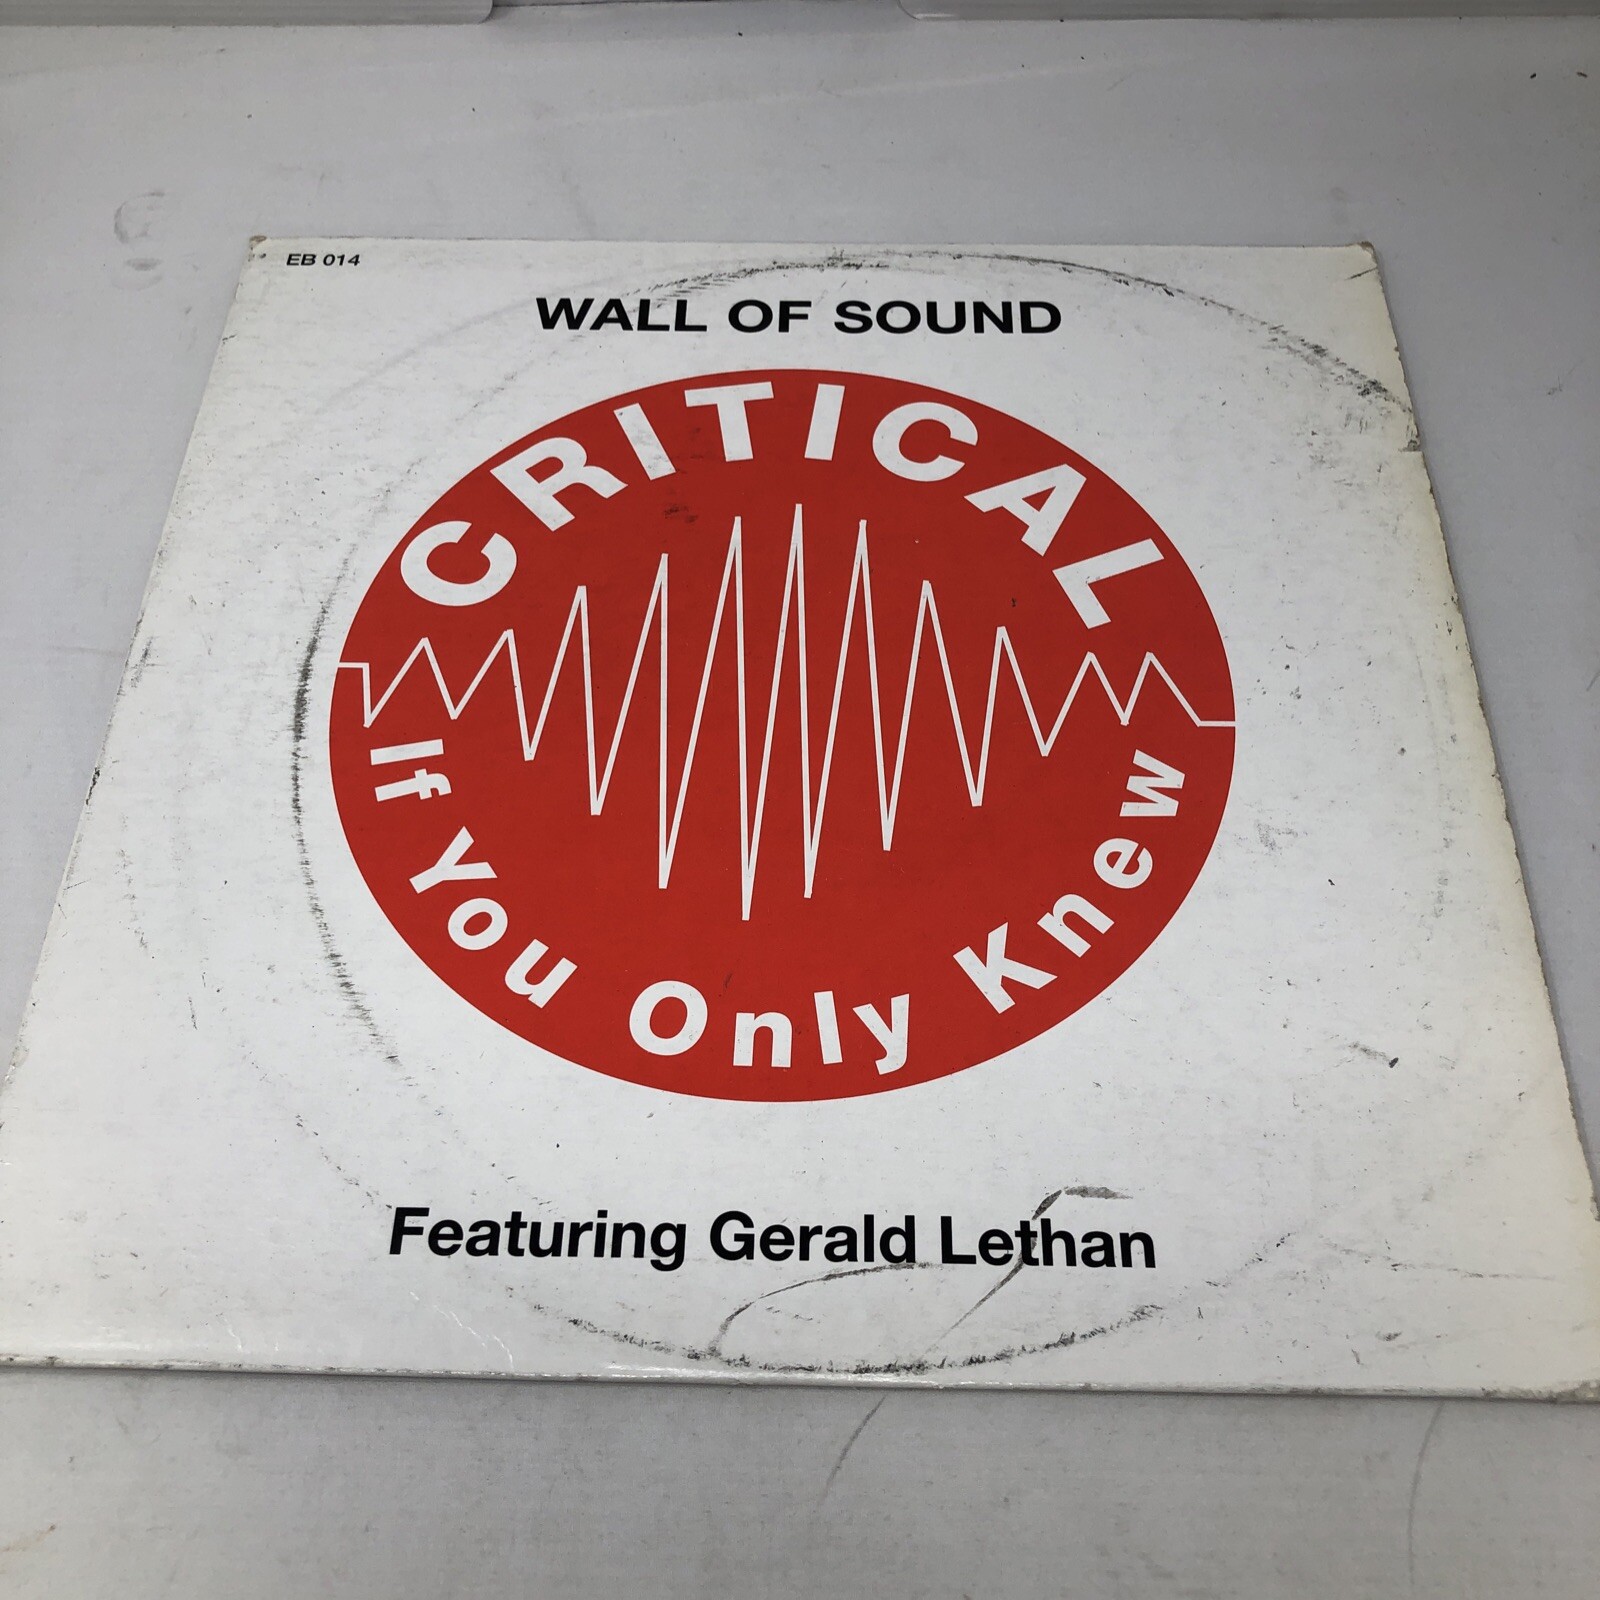 EB 014
WALL OF SOUND
CRITICAL
If You Only Knew
Featuring Gerald Lethan